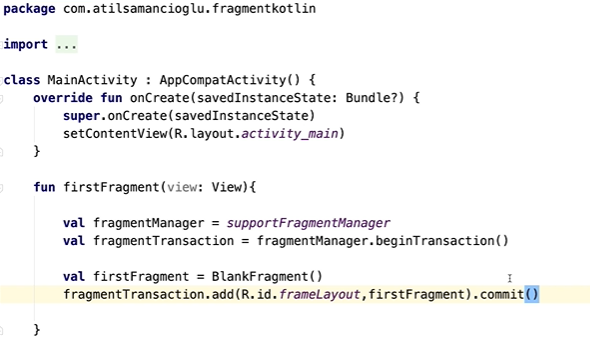 package com.atilsamancioglu.fragmentkotlin
import ...
class MainActivity : AppCompatActivity() {
override fun onCreate(savedInstanceState: Bundle?) {
super.onCreate(savedInstanceState)
setContentView(R.layout.activity_main)
}
fun firstFragment(view: View){
val fragmentManager = supportFragmentManager
val fragmentTransaction = fragmentManager.beginTransaction()
val firstFragment = BlankFragment()
fragmentTransaction.add(R.id.frameLayout,firstFragment).commit()
}